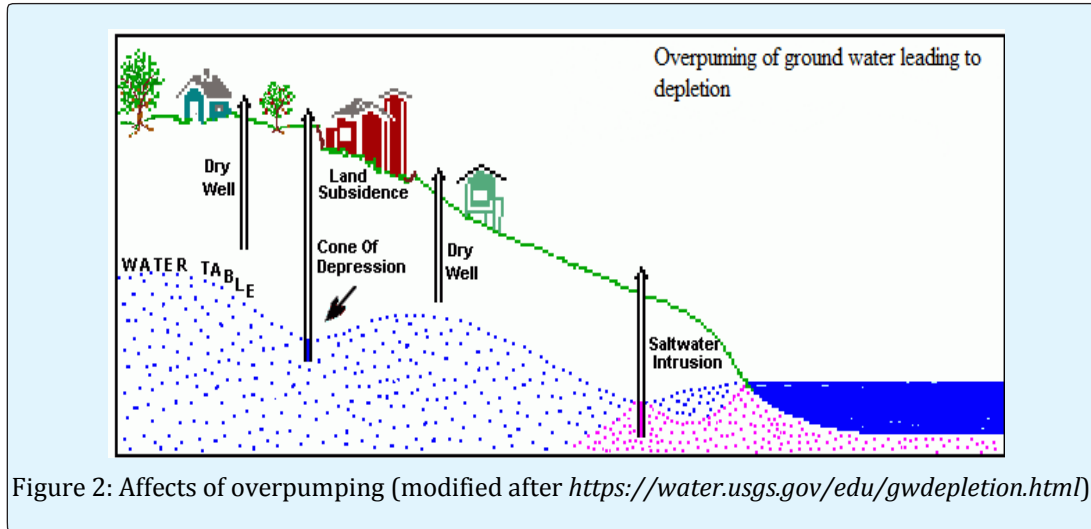 Overpuming of ground water leading to
depletion
Dry
Well
Land
Subsidence
Cone Of
Depression
Dry
Well
WATER TABLE
Saltwater
Intrusion
Figure 2: Affects of overpumping (modified after https://water.usgs.gov/edu/gwdepletion.html)